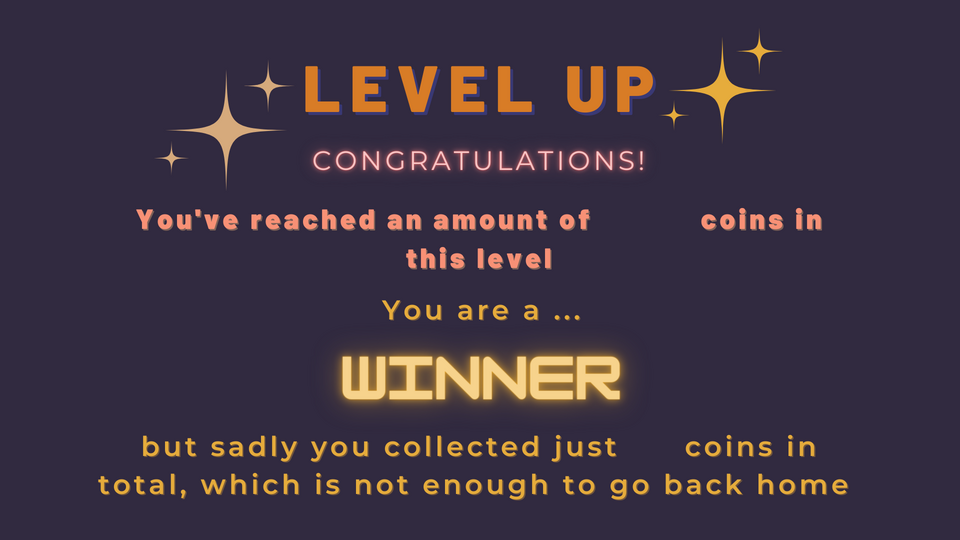 LEVEL UP
CONGRATULATIONS!
You've reached an amount of coins in
this level
You are a ...
WINNER
but sadly you collected just coins in
total, which is not enough to go back home